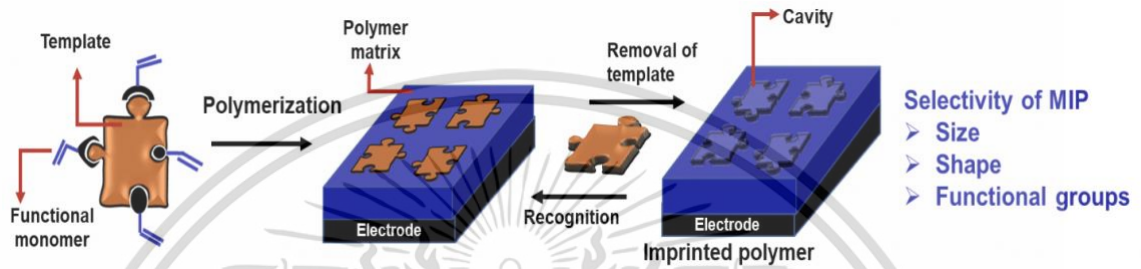 Template
Functional
monomer
Polymerization
Polymer
matrix
Electrode
Removal of
template
Recognition
Cavity
Electrode
Imprinted polymer
Selectivity of MIP
➢ Size
➢ Shape
➢ Functional groups